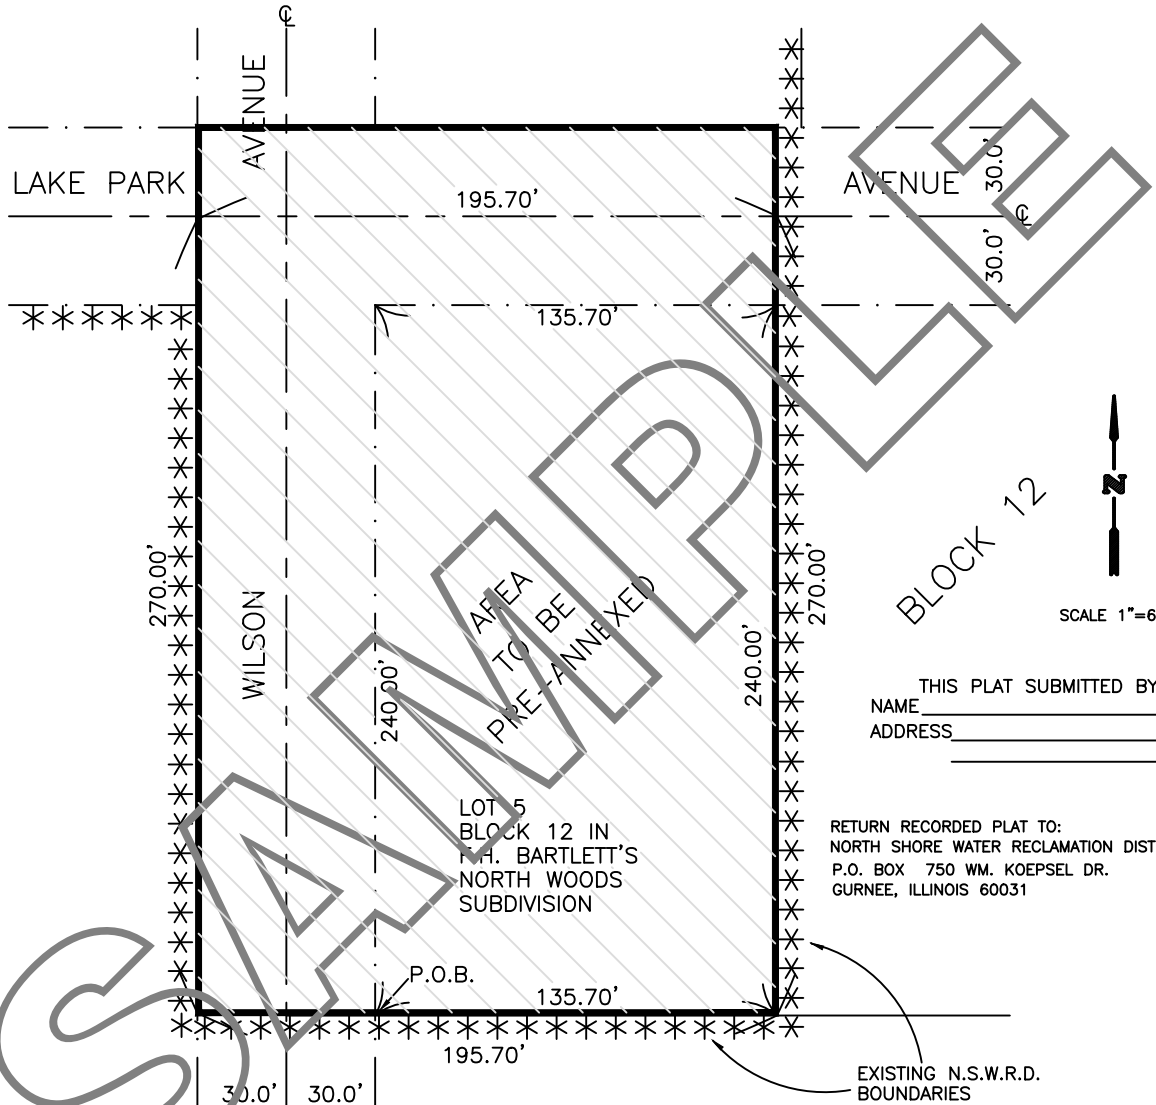 ℄
AVENUE
LAKE PARK
AVENUE
30.0'
195.70'
℄
30.0'
135.70'
SAMPLE
270.00'
WILSON
240.00'
AREA
TO BE
PRE-ANNEXED
240.00'
270.00'
BLOCK 12
N
SCALE 1"=6
THIS PLAT SUBMITTED BY
NAME
ADDRESS
LOT 5
BLOCK 12 IN
F.H. BARTLETT'S
NORTH WOODS
SUBDIVISION
RETURN RECORDED PLAT TO:
NORTH SHORE WATER RECLAMATION DIST
P.O. BOX 750 WM. KOEPSEL DR.
GURNEE, ILLINOIS 60031
P.O.B.
135.70'
195.70'
30.0' 30.0'
EXISTING N.S.W.R.D.
BOUNDARIES